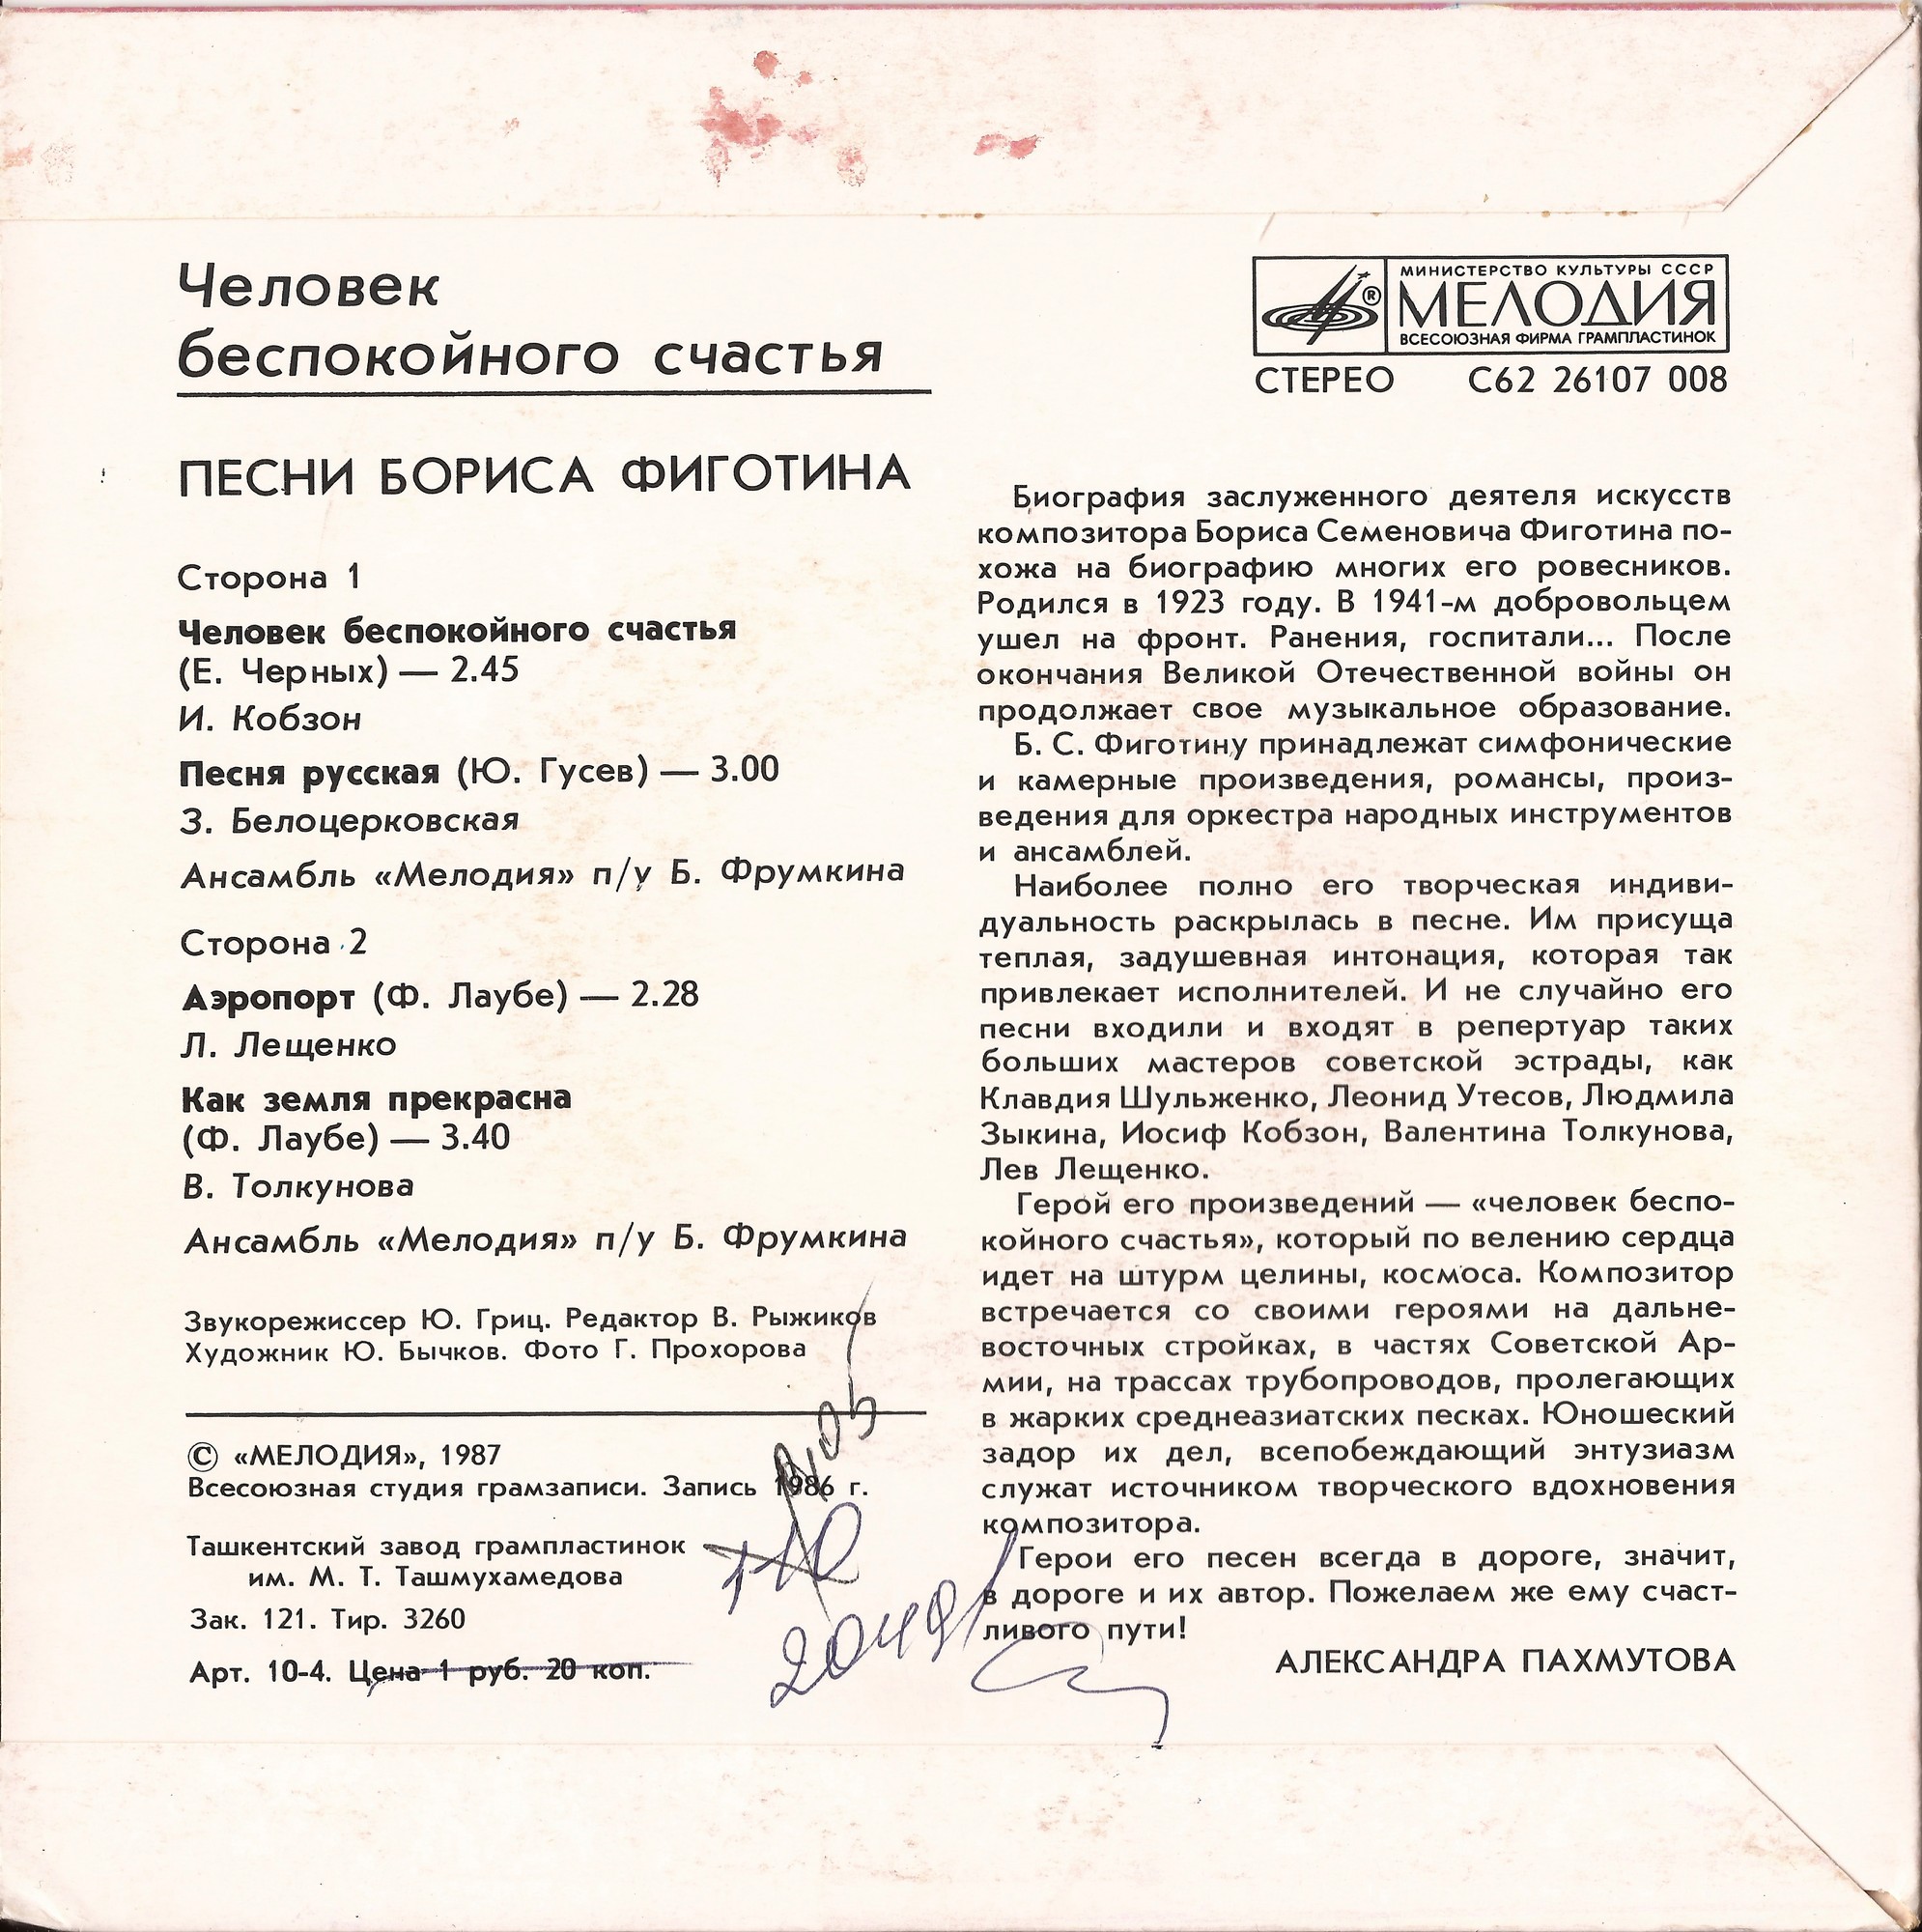 Человек
беспокойного счастья
ПЕСНИ БОРИСА ФИГОТИНА
Сторона 1
Человек беспокойного счастья
(Е. Черных) — 2.45
И. Кобзон
Песня русская (Ю. Гусев) — 3.00
З. Белоцерковская
Ансамбль «Мелодия» п/у Б. Фрумкина
Сторона 2
Аэропорт (Ф. Лаубе) — 2.28
Л. Лещенко
Как земля прекрасна
(Ф. Лаубе) — 3.40
В. Толкунова
Ансамбль «Мелодия» п/у Б. Фрумкина
Звукорежиссер Ю. Гриц. Редактор В. Рыжиков
Художник Ю. Бычков. Фото Г. Прохорова
© «МЕЛОДИЯ», 1987
Всесоюзная студия грамзаписи. Запись 1986 г.
Ташкентский завод грампластинок
им. М. Т. Ташмухамедова
Зак. 121. Тир. 3260
Арт. 10-4. Цена 1 руб. 20 коп.
МИНИСТЕРСТВО КУЛЬТУРЫ СССР
МЕЛОДИЯ
ВСЕСОЮЗНАЯ ФИРМА ГРАМПЛАСТИНОК
®
СТЕРЕО С62 26107 008
Биография заслуженного деятеля искусств
композитора Бориса Семеновича Фиготина по-
хожа на биографию многих его ровесников.
Родился в 1923 году. В 1941-м добровольцем
ушел на фронт. Ранения, госпитали... После
окончания Великой Отечественной войны он
продолжает свое музыкальное образование.
Б. С. Фиготину принадлежат симфонические
и камерные произведения, романсы, произ-
ведения для оркестра народных инструментов
и ансамблей.
Наиболее полно его творческая индиви-
дуальность раскрылась в песне. Им присуща
теплая, задушевная интонация, которая так
привлекает исполнителей. И не случайно его
песни входили и входят в репертуар таких
больших мастеров советской эстрады, как
Клавдия Шульженко, Леонид Утесов, Людмила
Зыкина, Иосиф Кобзон, Валентина Толкунова,
Лев Лещенко.
Герой его произведений — «человек беспо-
койного счастья», который по велению сердца
идет на штурм целины, космоса. Композитор
встречается со своими героями на дальне-
восточных стройках, в частях Советской Ар-
мии, на трассах трубопроводов, пролегающих
в жарких среднеазиатских песках. Юношеский
задор их дел, всепобеждающий энтузиазм
служат источником творческого вдохновения
композитора.
Герои его песен всегда в дороге, значит,
в дороге и их автор. Пожелаем же ему счаст-
ливого пути!
АЛЕКСАНДРА ПАХМУТОВА